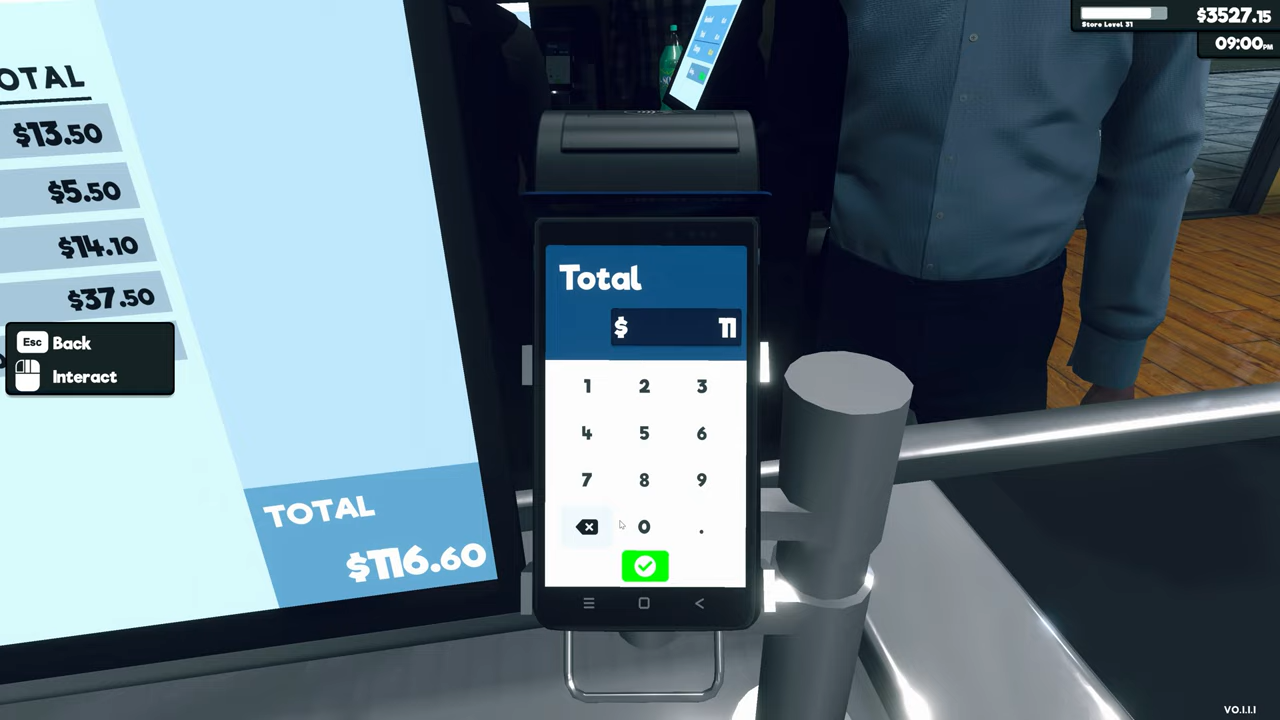 $3527.15
Store Level 31
09:00PM
OTAL
$13.50
$5.50
$14.10
$37.50
Esc Back
Interact
TOTAL
$116.60
Total
$ 11
1 2 3
4 5 6
7 8 9
0 .
V0.1.1.1